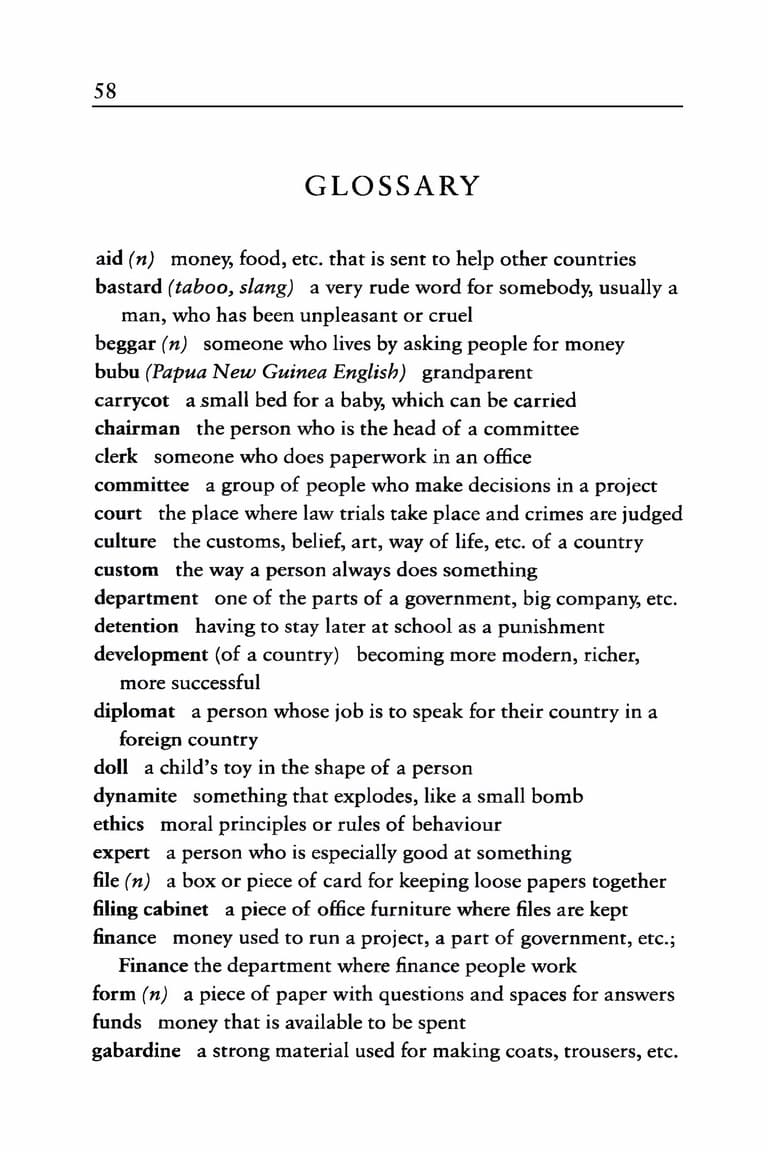 58
GLOSSARY
aid (n) money, food, etc. that is sent to help other countries
bastard (taboo, slang) a very rude word for somebody, usually a
man, who has been unpleasant or cruel
beggar (n) someone who lives by asking people for money
bubu (Papua New Guinea English) grandparent
carrycot a small bed for a baby, which can be carried
chairman the person who is the head of a committee
clerk someone who does paperwork in an office
committee a group of people who make decisions in a project
court the place where law trials take place and crimes are judged
culture the customs, belief, art, way of life, etc. of a country
custom the way a person always does something
department one of the parts of a government, big company, etc.
detention having to stay later at school as a punishment
development (of a country) becoming more modern, richer,
more successful
diplomat a person whose job is to speak for their country in a
foreign country
doll a child's toy in the shape of a person
dynamite something that explodes, like a small bomb
ethics moral principles or rules of behaviour
expert a person who is especially good at something
file (n) a box or piece of card for keeping loose papers together
filing cabinet a piece of office furniture where files are kept
finance money used to run a project, a part of government, etc.;
Finance the department where finance people work
form (n) a piece of paper with questions and spaces for answers
funds money that is available to be spent
gabardine a strong material used for making coats, trousers, etc.